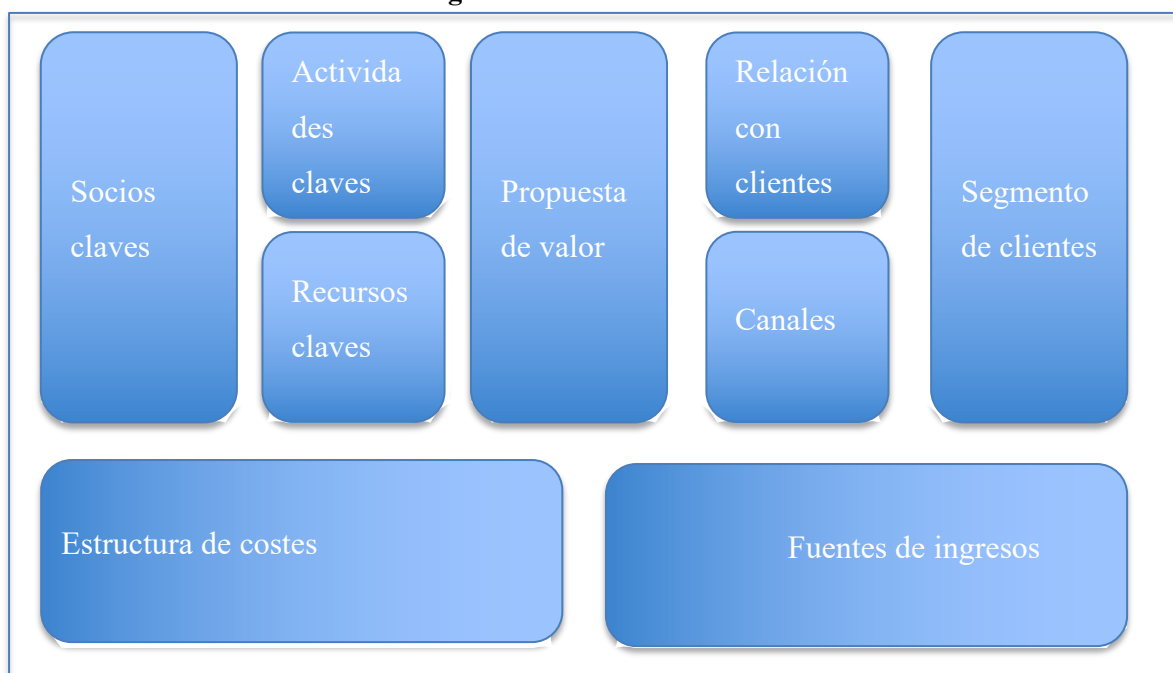 Socios
claves
Activida
des
claves
Recursos
claves
Propuesta
de valor
Relación
con
clientes
Canales
Segmento
de clientes
Estructura de costes
Fuentes de ingresos